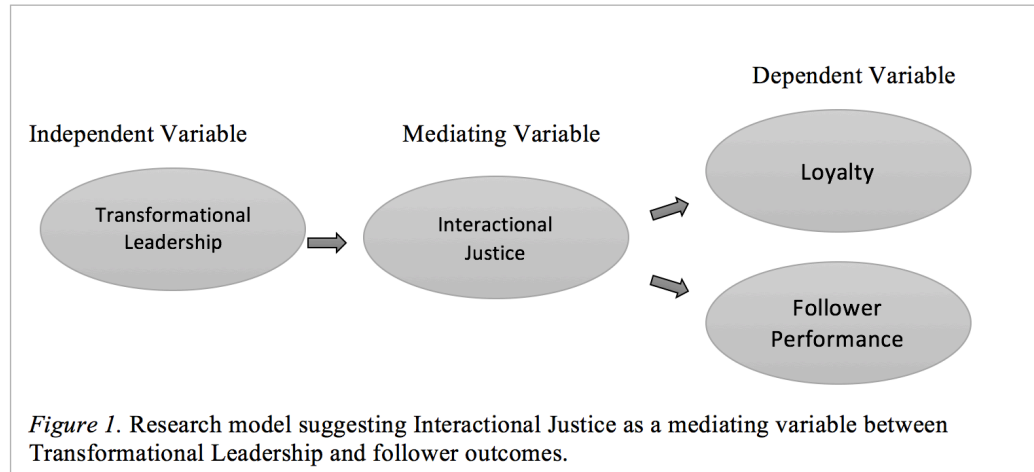 Dependent Variable
Independent Variable
Mediating Variable
Loyalty
Transformational
Leadership
Interactional
Justice
Follower
Performance
Figure 1. Research model suggesting Interactional Justice as a mediating variable between
Transformational Leadership and follower outcomes.